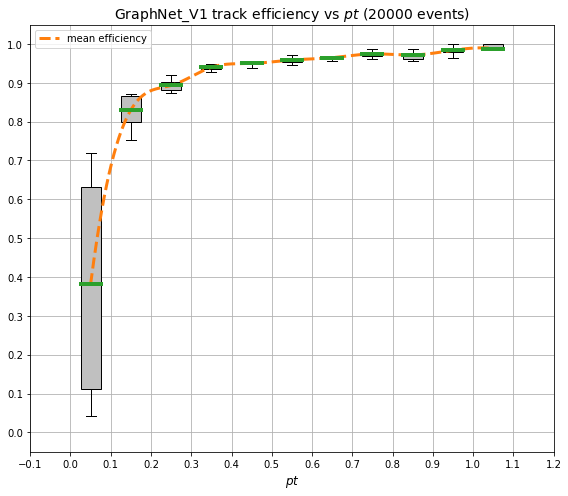 GraphNet_V1 track efficiency vs pt (20000 events)
mean efficiency
1.0
0.9
0.8
0.7
0.6
0.5
0.4
0.3
0.2
0.1
0.0
−0.1 0.0 0.1 0.2 0.3 0.4 0.5 0.6 0.7 0.8 0.9 1.0 1.1 1.2
pt